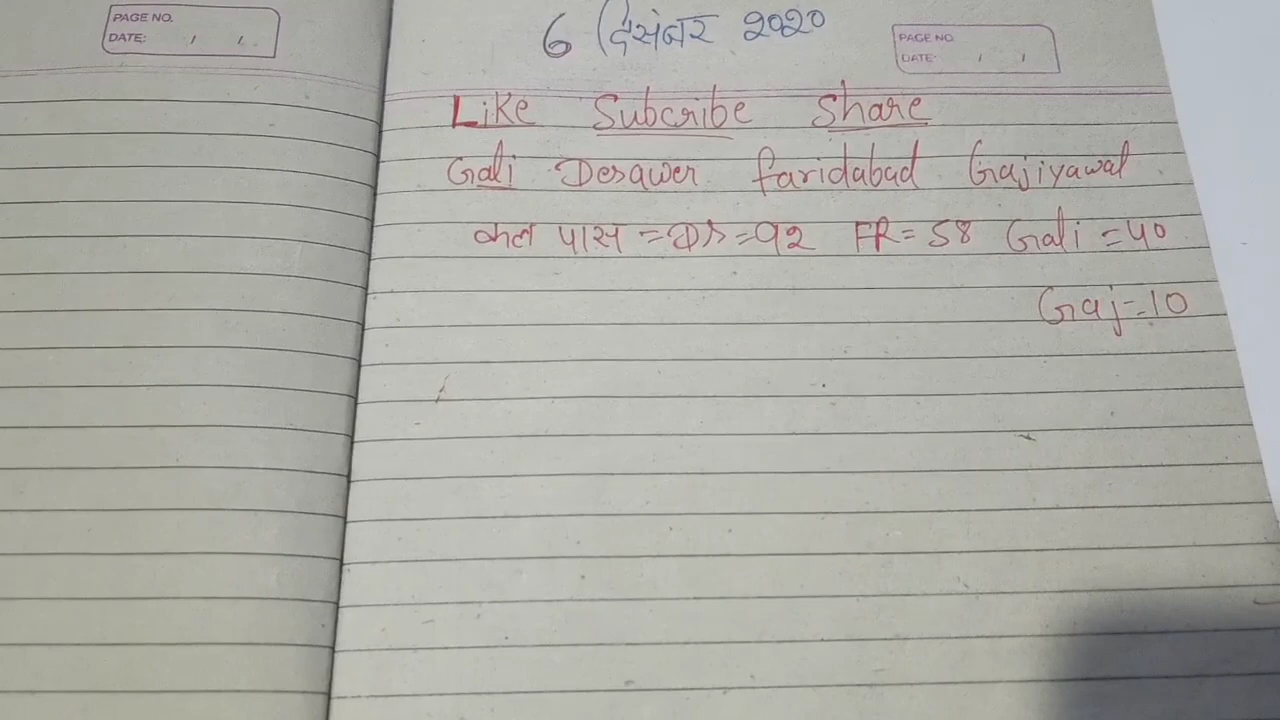 PAGE NO.
DATE: / /
6 दिसंबर 2020
PAGE NO.
DATE: / /
Like Subcribe Share
Gali Desawer faridabad Gajiyawal
कल पास = DS = 92 FR = 58 Gali = 40
Gaj = 10